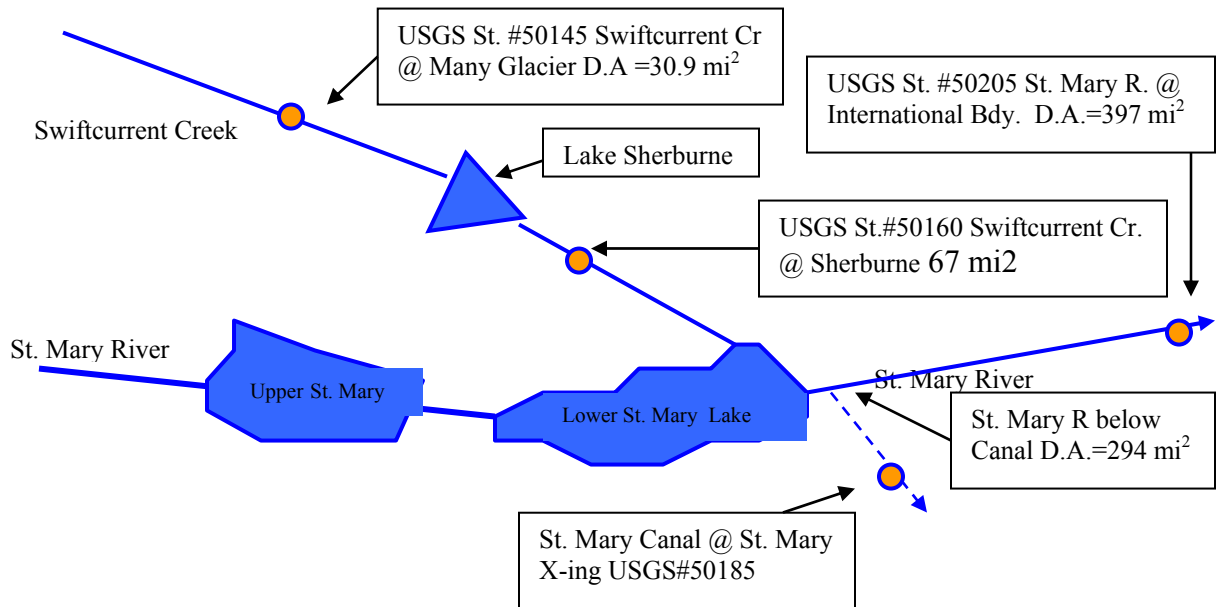 USGS St. #50145 Swiftcurrent Cr
@ Many Glacier D.A =30.9 mi²
USGS St. #50205 St. Mary R. @
International Bdy.  D.A.=397 mi²
Swiftcurrent Creek
Lake Sherburne
USGS St.#50160 Swiftcurrent Cr.
@ Sherburne 67 mi2
St. Mary River
Upper St. Mary
Lower St. Mary  Lake
St. Mary River
St. Mary R below
Canal D.A.=294 mi²
St. Mary Canal @ St. Mary
X-ing USGS#50185